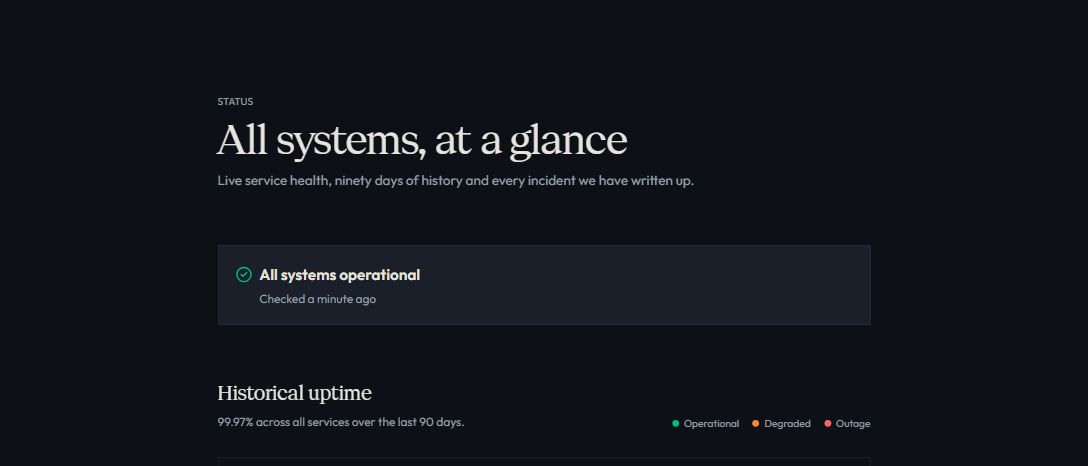 STATUS
All systems, at a glance
Live service health, ninety days of history and every incident we have written up.
All systems operational
Checked a minute ago
Historical uptime
99.97% across all services over the last 90 days.
Operational Degraded Outage